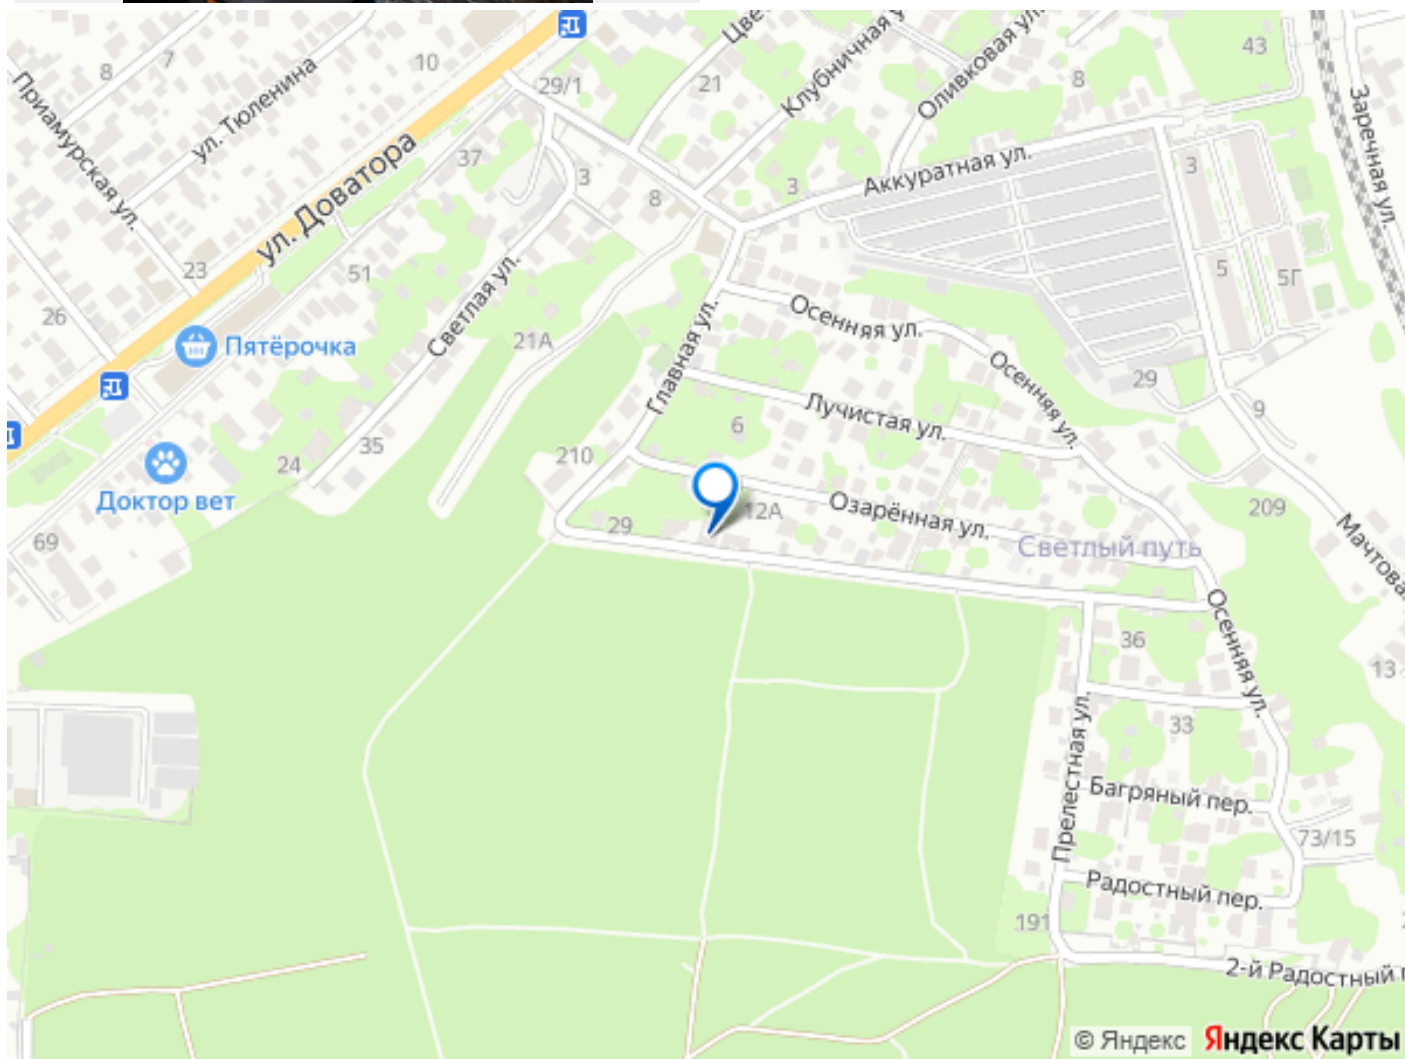 43
Цве
Клубничная у
Оливковая ул.
8
7
10
8
ул. Тюленина
29/1
21
Приамурская ул.
Заречная ул.
37
3
8
3
Аккуратная ул.
3
ул. Доватора
23
51
5
5Г
26
Светлая ул.
21А
Главная ул.
Осенняя ул.
Пятёрочка
Осенняя ул.
29
9
Лучистая ул.
6
35
24
210
Доктор вет
12А
29
Озарённая ул.
209
69
Светлый путь
Мачтова
Осенняя ул.
36
13
33
Прелестная ул.
Багряный пер.
73/15
Радостный пер.
191
2-й Радостный п
© Яндекс Яндекс Карты